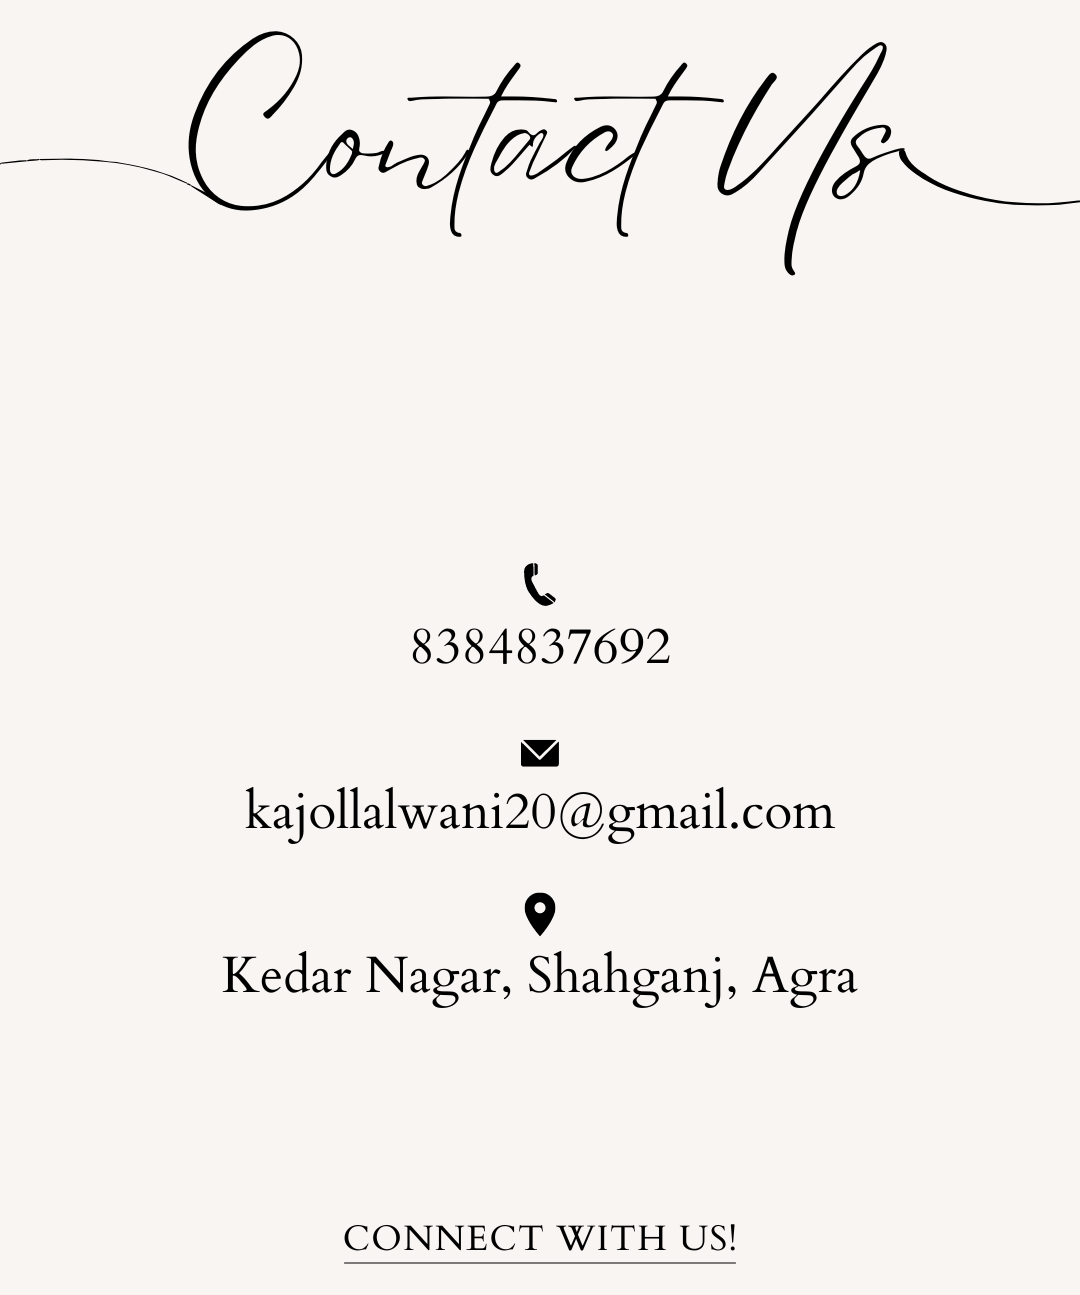 Contact Us
8384837692
kajollalwani20@gmail.com
Kedar Nagar, Shahganj, Agra
CONNECT WITH US!